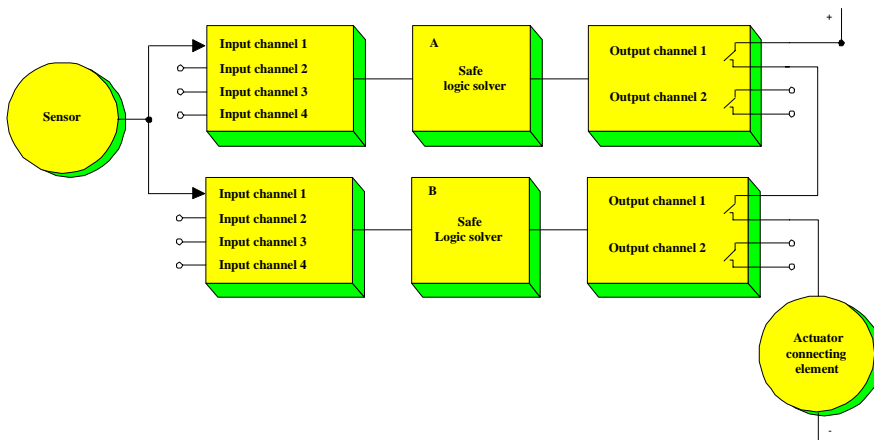 +
Sensor
Input channel 1
Input channel 2
Input channel 3
Input channel 4
A
Safe
logic solver
Output channel 1
Output channel 2
Input channel 1
Input channel 2
Input channel 3
Input channel 4
B
Safe
Logic solver
Output channel 1
Output channel 2
Actuator
connecting
element
-